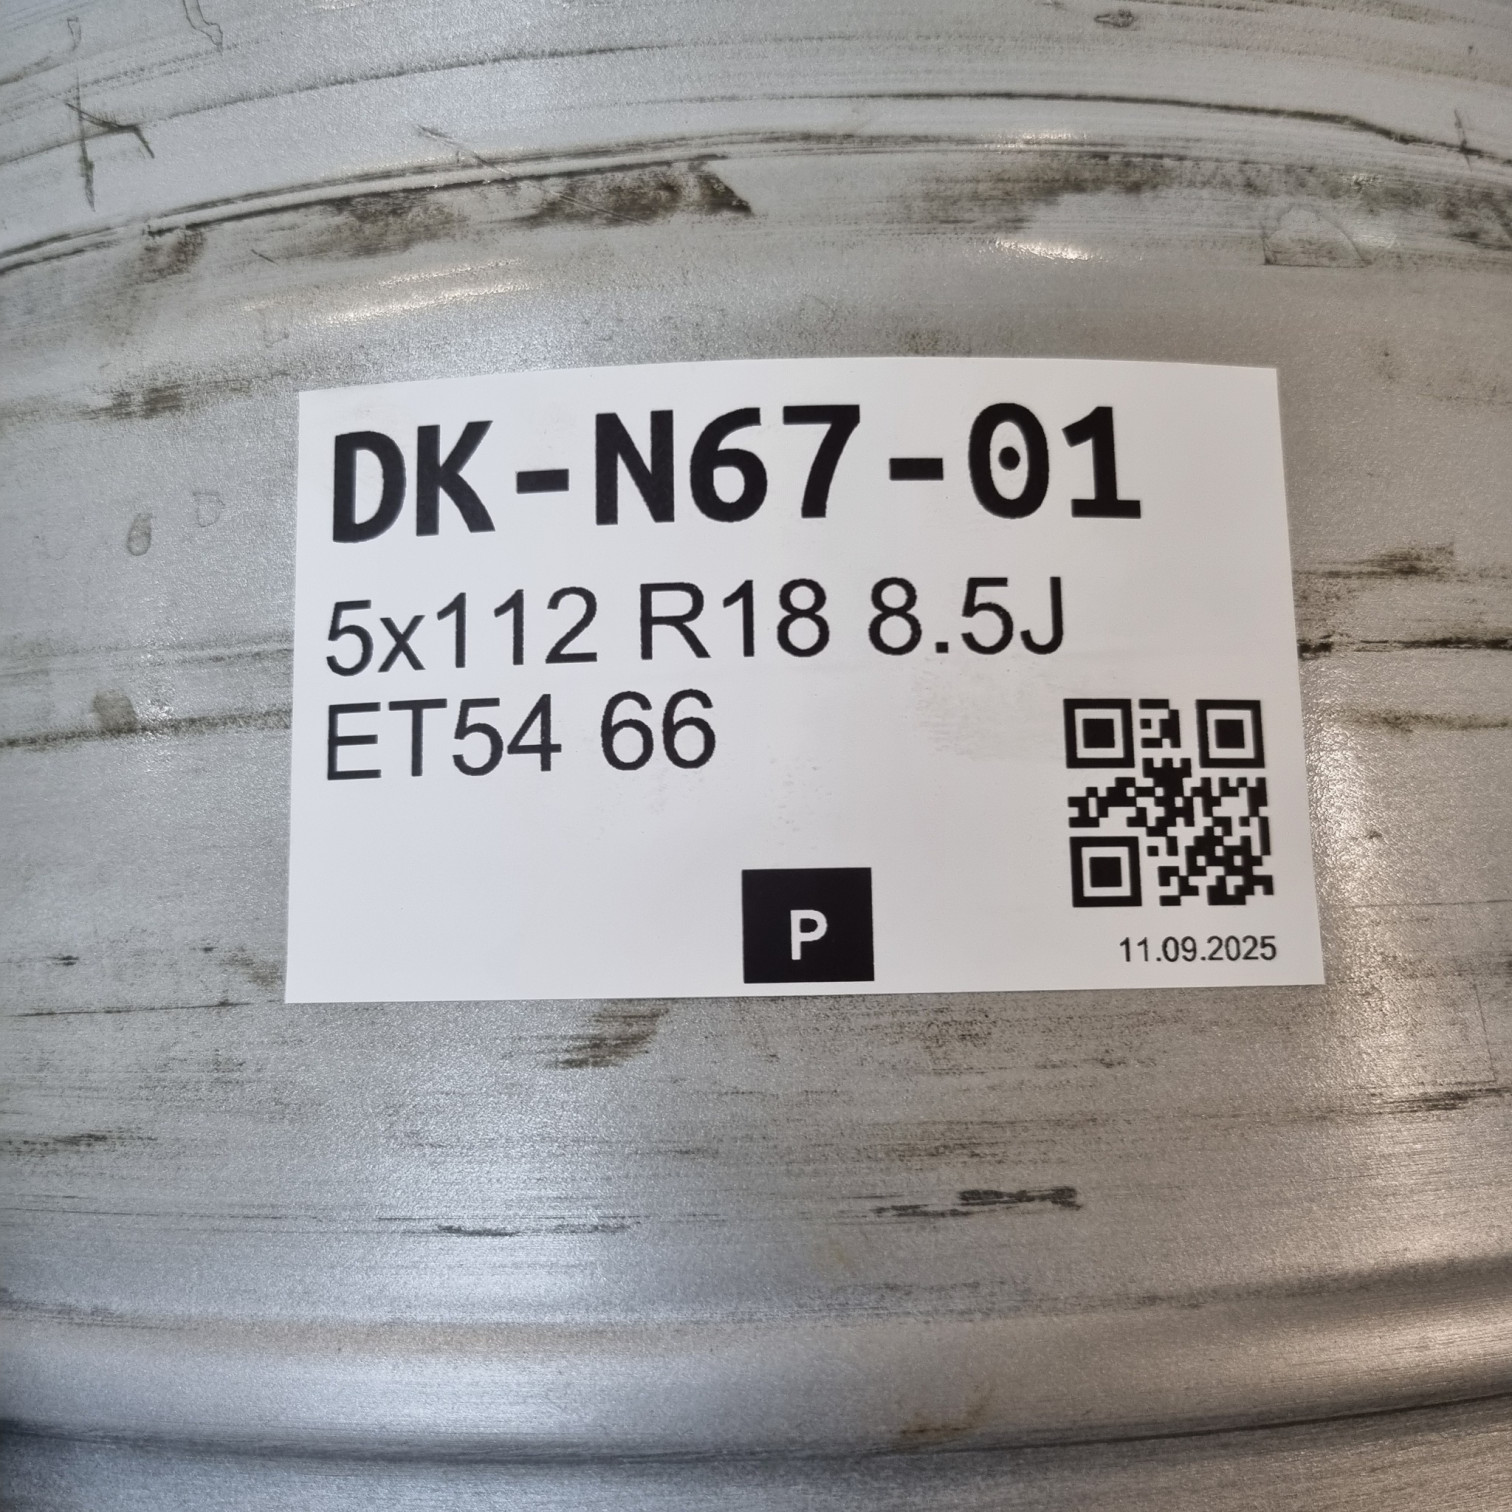 DK-N67-01
5x112 R18 8.5J
ET54 66
P
11.09.2025